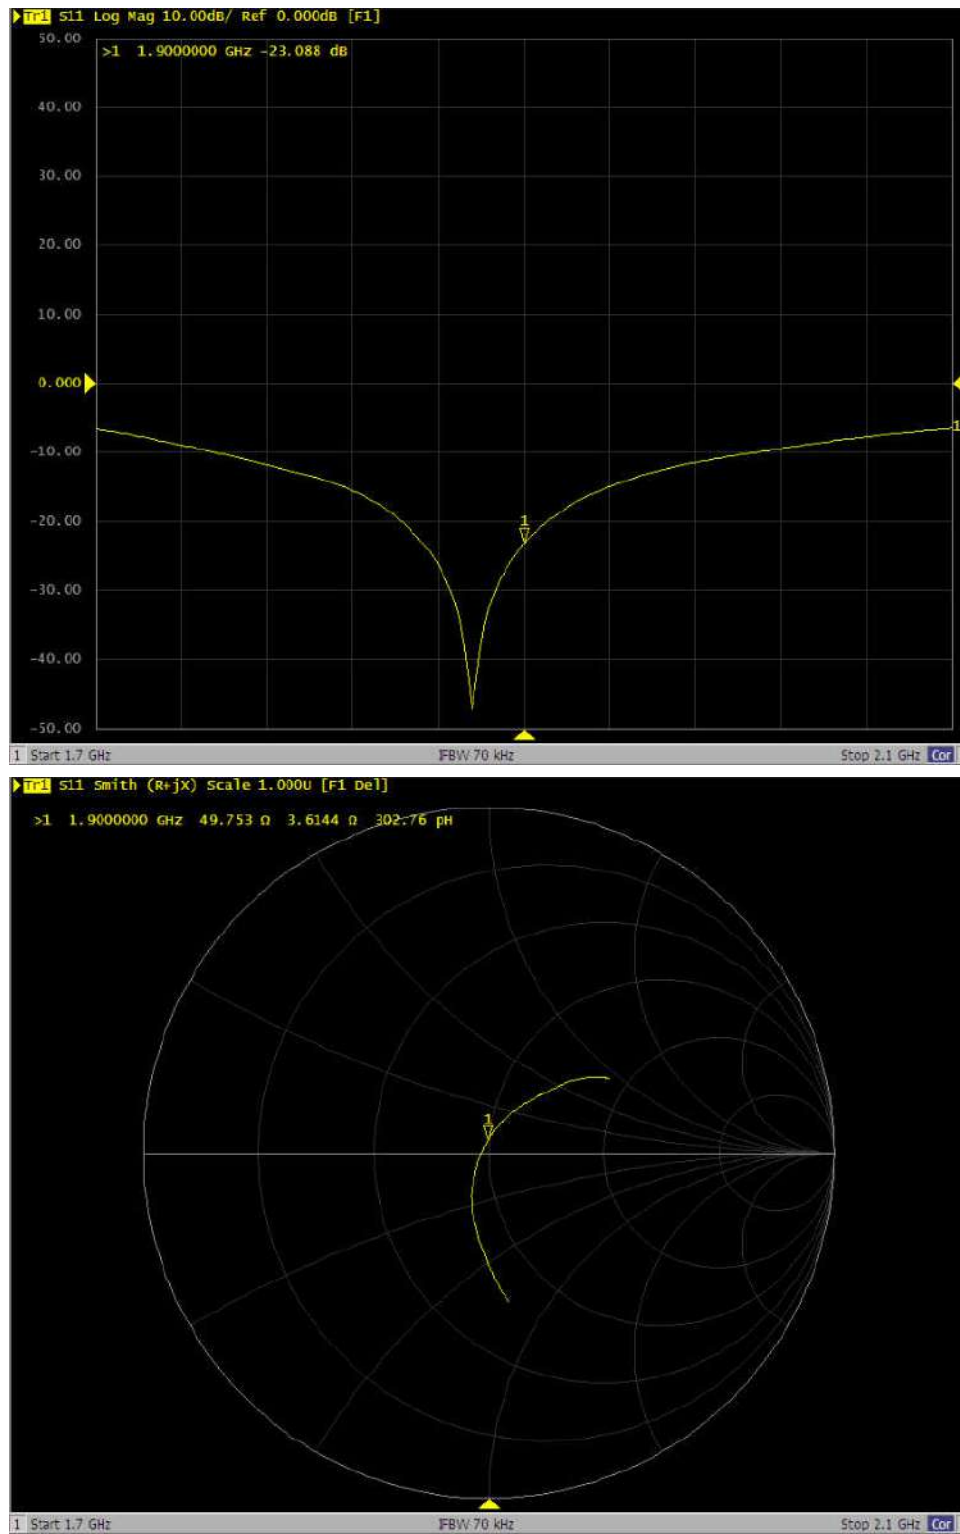 Tr1 S11 Log Mag 10.00dB/ Ref 0.000dB [F1]
50.00
>1 1.9000000 GHz -23.088 dB
40.00
30.00
20.00
10.00
0.000
1
-10.00
-20.00
1
-30.00
-40.00
-50.00
1 Start 1.7 GHz IFBW 70 kHz Stop 2.1 GHz Cor
Tr1 S11 Smith (R+jX) Scale 1.000U [F1 Del]
>1 1.9000000 GHz 49.753 Ω 3.6144 Ω 302.76 pH
1
1 Start 1.7 GHz IFBW 70 kHz Stop 2.1 GHz Cor